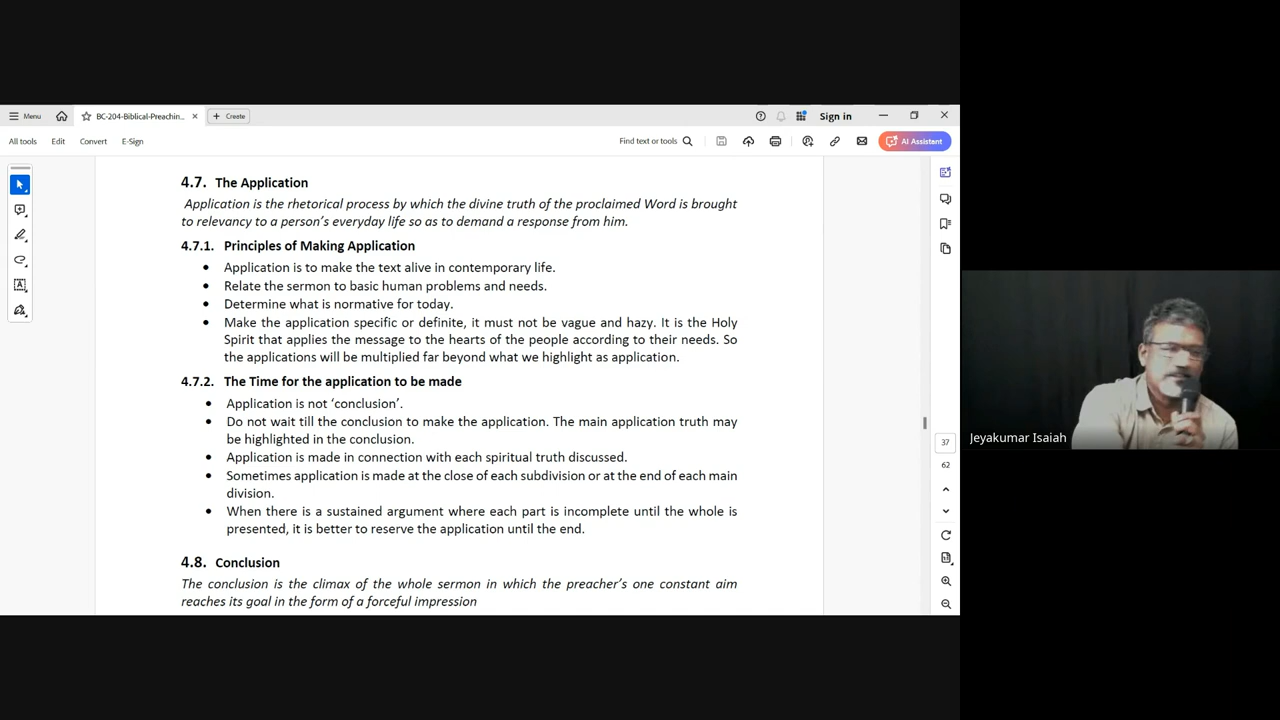 Menu
BC-204-Biblical-Preachin... ×
+ Create
Sign in
All tools Edit Convert E-Sign
Find text or tools
AI Assistant
4.7. The Application
Application is the rhetorical process by which the divine truth of the proclaimed Word is brought
to relevancy to a person's everyday life so as to demand a response from him.
4.7.1. Principles of Making Application
• Application is to make the text alive in contemporary life.
• Relate the sermon to basic human problems and needs.
• Determine what is normative for today.
• Make the application specific or definite, it must not be vague and hazy. It is the Holy
Spirit that applies the message to the hearts of the people according to their needs. So
the applications will be multiplied far beyond what we highlight as application.
4.7.2. The Time for the application to be made
• Application is not 'conclusion'.
• Do not wait till the conclusion to make the application. The main application truth may
be highlighted in the conclusion.
• Application is made in connection with each spiritual truth discussed.
• Sometimes application is made at the close of each subdivision or at the end of each main
division.
• When there is a sustained argument where each part is incomplete until the whole is
presented, it is better to reserve the application until the end.
4.8. Conclusion
The conclusion is the climax of the whole sermon in which the preacher's one constant aim
reaches its goal in the form of a forceful impression
37
62
Jeyakumar Isaiah